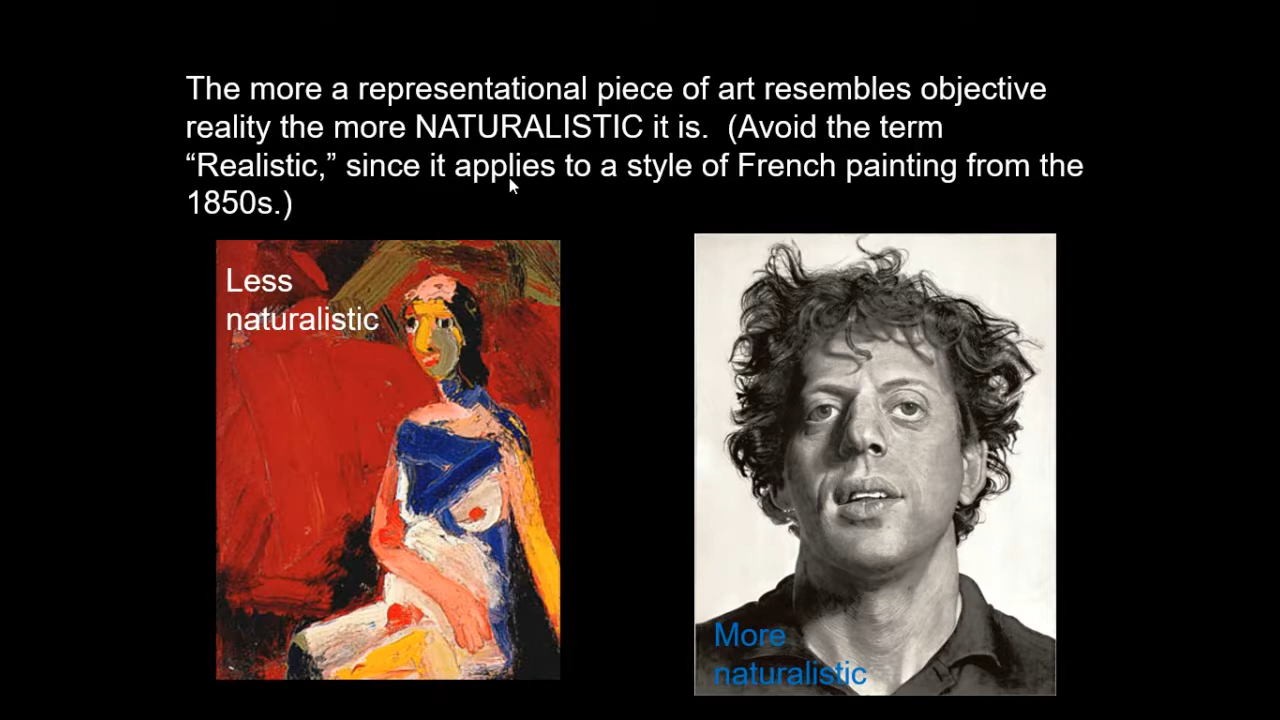 The more a representational piece of art resembles objective
reality the more NATURALISTIC it is.  (Avoid the term
“Realistic,” since it applies to a style of French painting from the
1850s.)
Less
naturalistic
More
naturalistic